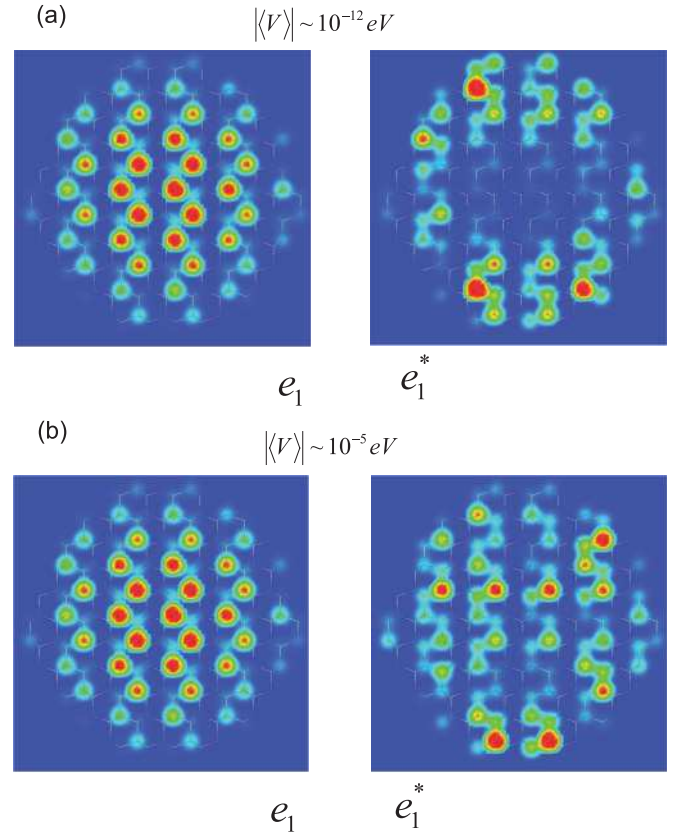 (a)
|⟨V⟩| ~ 10⁻¹² eV
e₁ e₁*
(b)
|⟨V⟩| ~ 10⁻⁵ eV
e₁ e₁*